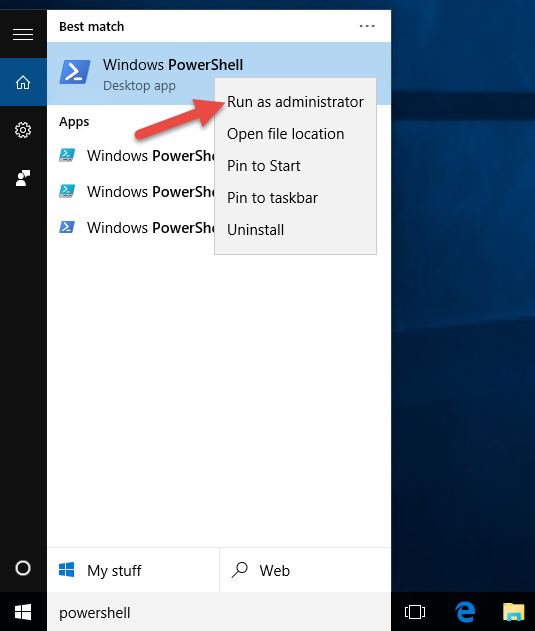 Best match
Windows PowerShell
Desktop app
Run as administrator
Apps
Open file location
Windows PowerShe
Pin to Start
Windows PowerShe
Pin to taskbar
Windows PowerShe
Uninstall
My stuff
Web
powershell